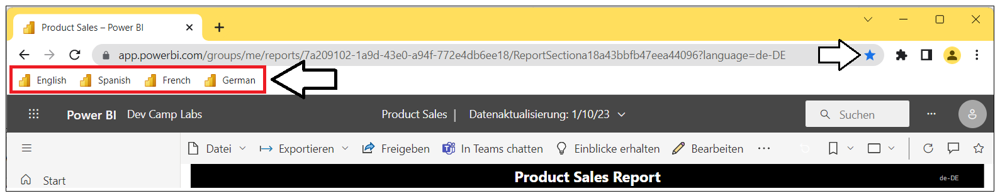 Product Sales – Power BI
app.powerbi.com/groups/me/reports/7a209102-1a9d-43e0-a94f-772e4db6ee18/ReportSectiona18a43bbfb47eea44096?language=de-DE
English Spanish French German
Power BI Dev Camp Labs Product Sales | Datenaktualisierung: 1/10/23 Suchen
Datei Exportieren Freigeben In Teams chatten Einblicke erhalten Bearbeiten
Start Product Sales Report de-DE